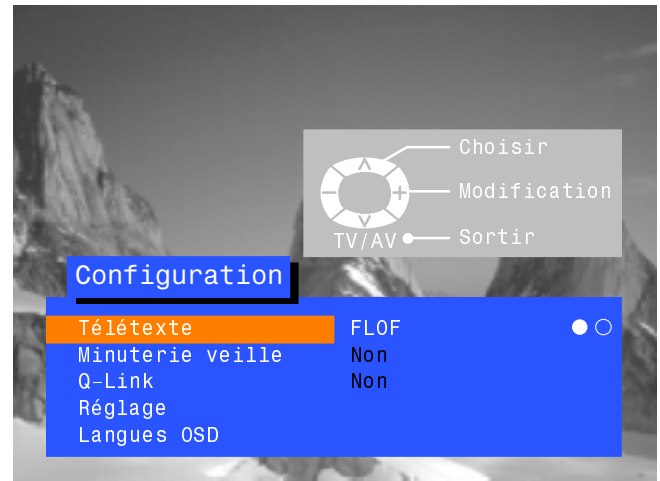 Choisir
Modification
TV/AV Sortir
Configuration
Télétexte FLOF
Minuterie veille Non
Q-Link Non
Réglage
Langues OSD